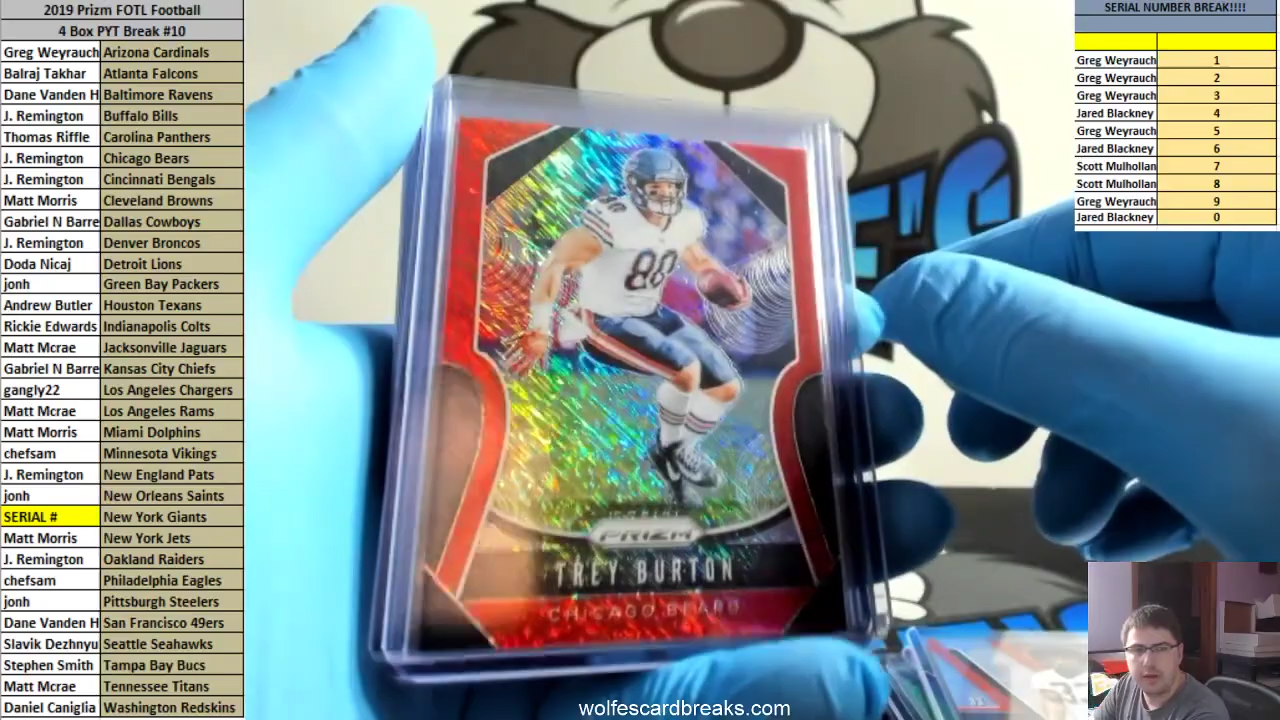 2019 Prizm FOTL Football
4 Box PYT Break #10
Greg Weyrauch Arizona Cardinals
Balraj Takhar Atlanta Falcons
Dane Vanden H Baltimore Ravens
J. Remington Buffalo Bills
Thomas Riffle Carolina Panthers
J. Remington Chicago Bears
J. Remington Cincinnati Bengals
Matt Morris Cleveland Browns
Gabriel N Barre Dallas Cowboys
J. Remington Denver Broncos
Doda Nicaj Detroit Lions
jonh Green Bay Packers
Andrew Butler Houston Texans
Rickie Edwards Indianapolis Colts
Matt Mcrae Jacksonville Jaguars
Gabriel N Barre Kansas City Chiefs
gangly22 Los Angeles Chargers
Matt Mcrae Los Angeles Rams
Matt Morris Miami Dolphins
chefsam Minnesota Vikings
J. Remington New England Pats
jonh New Orleans Saints
SERIAL # New York Giants
Matt Morris New York Jets
J. Remington Oakland Raiders
chefsam Philadelphia Eagles
jonh Pittsburgh Steelers
Dane Vanden H San Francisco 49ers
Slavik Dezhnyu Seattle Seahawks
Stephen Smith Tampa Bay Bucs
Matt Mcrae Tennessee Titans
Daniel Caniglia Washington Redskins
88
PRIZM
TREY BURTON
CHICAGO BEARS
wolfescardbreaks.com
SERIAL NUMBER BREAK!!!!
Greg Weyrauch 1
Greg Weyrauch 2
Greg Weyrauch 3
Jared Blackney 4
Greg Weyrauch 5
Jared Blackney 6
Scott Mulhollan 7
Scott Mulhollan 8
Greg Weyrauch 9
Jared Blackney 0